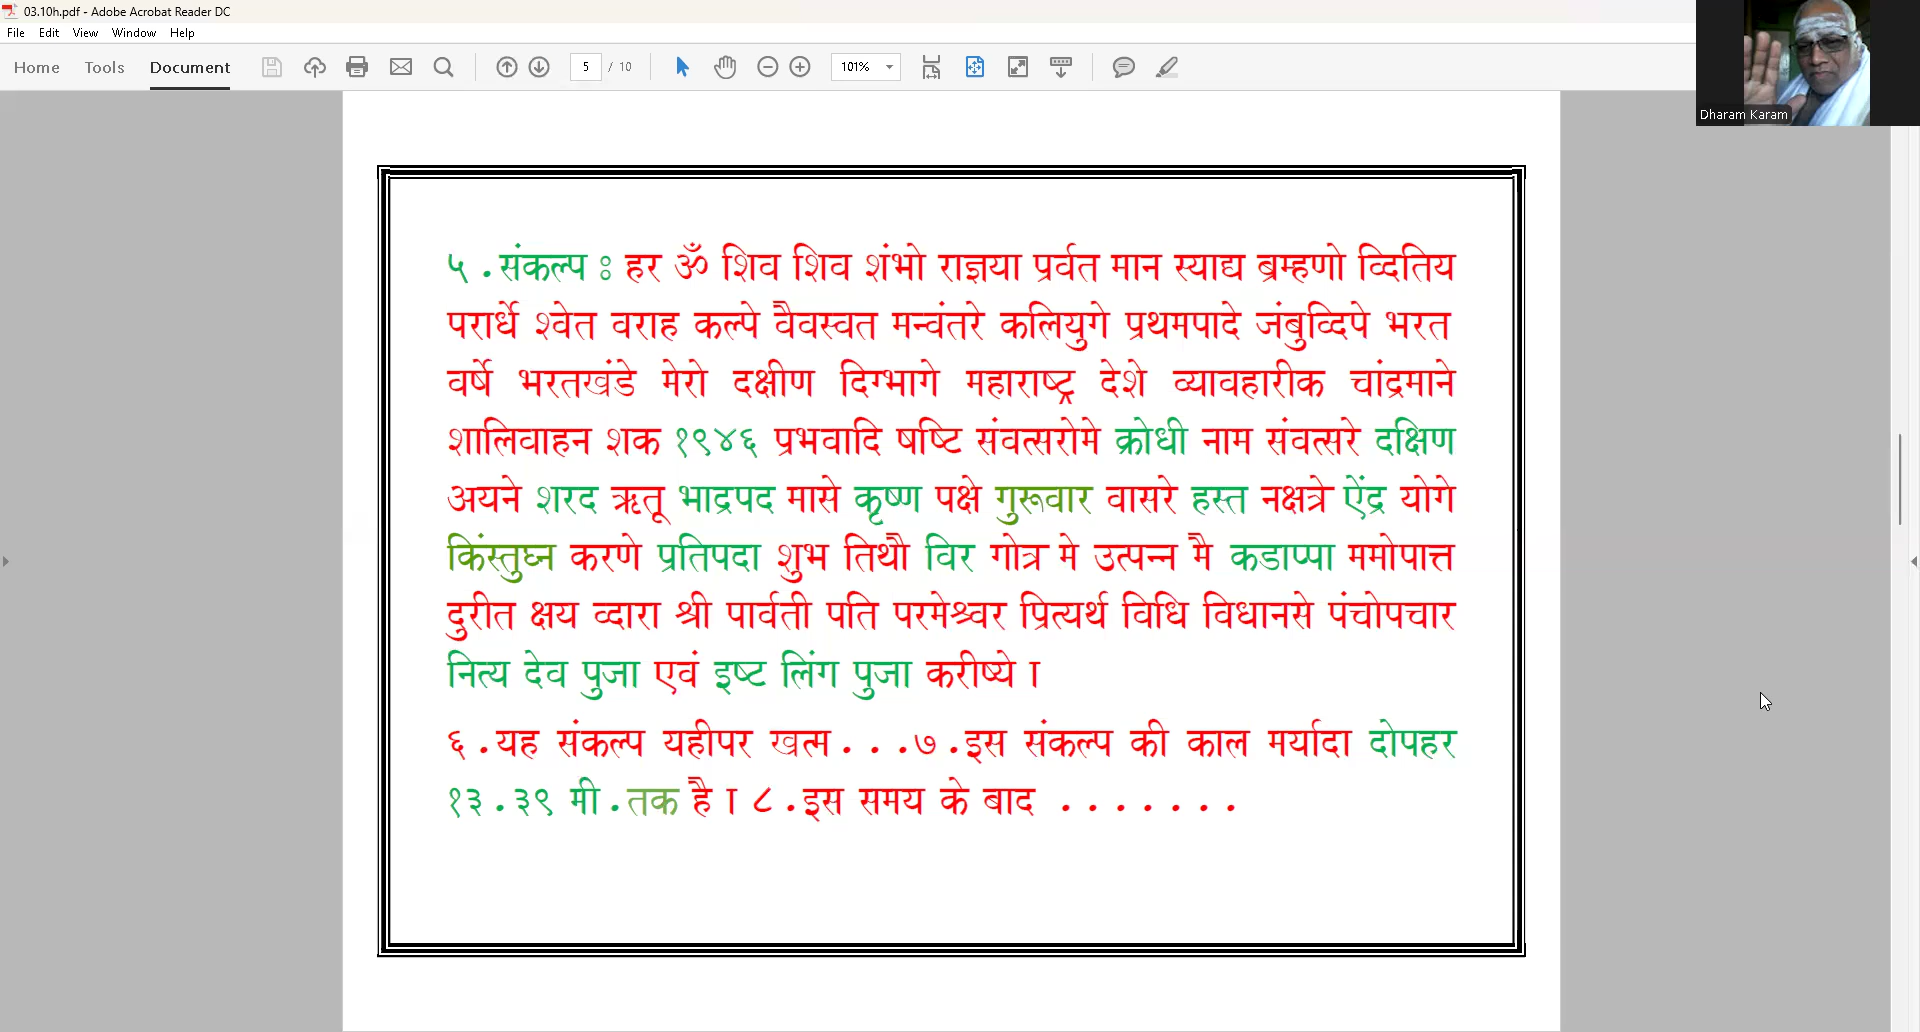 03.10h.pdf - Adobe Acrobat Reader DC
File Edit View Window Help
Home Tools Document 5 / 10 101%
Dharam Karam
५.संकल्प : हर ॐ शिव शिव शंभो राज्ञया प्रर्वत मान स्याद्य ब्रम्हणो व्दितिय
परार्धे श्वेत वराह कल्पे वैवस्वत मन्वंतरे कलियुगे प्रथमपादे जंबुव्दिपे भरत
वर्षे भरतखंडे मेरो दक्षीण दिग्भागे महाराष्ट्र देशे व्यावहारीक चांद्रमाने
शालिवाहन शक १९४६ प्रभवादि षष्टि संवत्सरोमे क्रोधी नाम संवत्सरे दक्षिण
अयने शरद ऋतू भाद्रपद मासे कृष्ण पक्षे गुरूवार वासरे हस्त नक्षत्रे ऐंद्र योगे
किंस्तुघ्न करणे प्रतिपदा शुभ तिथौ विर गोत्र मे उत्पन्न मै कडाप्पा ममोपात्त
दुरीत क्षय व्दारा श्री पार्वती पति परमेश्वर प्रित्यर्थ विधि विधानसे पंचोपचार
नित्य देव पुजा एवं इष्ट लिंग पुजा करीष्ये ।
६.यह संकल्प यहीपर खत्म...७.इस संकल्प की काल मर्यादा दोपहर
१३.३९ मी.तक है । ८.इस समय के बाद .......